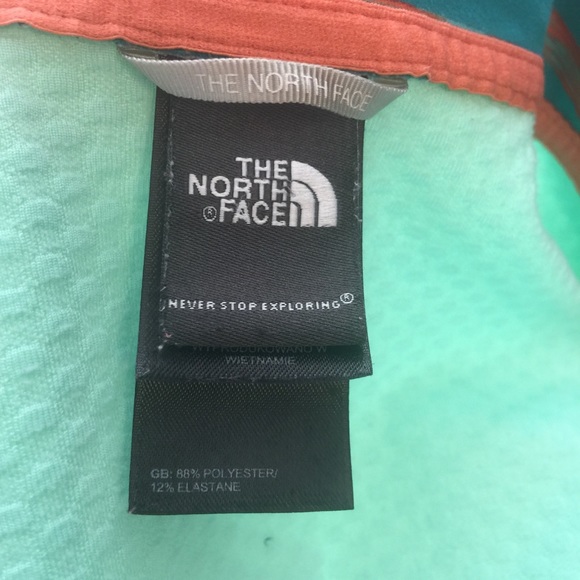 THE NORTH FACE
THE
NORTH
®FACE
NEVER STOP EXPLORING®
WIETNAMIE
GB: 88% POLYESTER/
12% ELASTANE